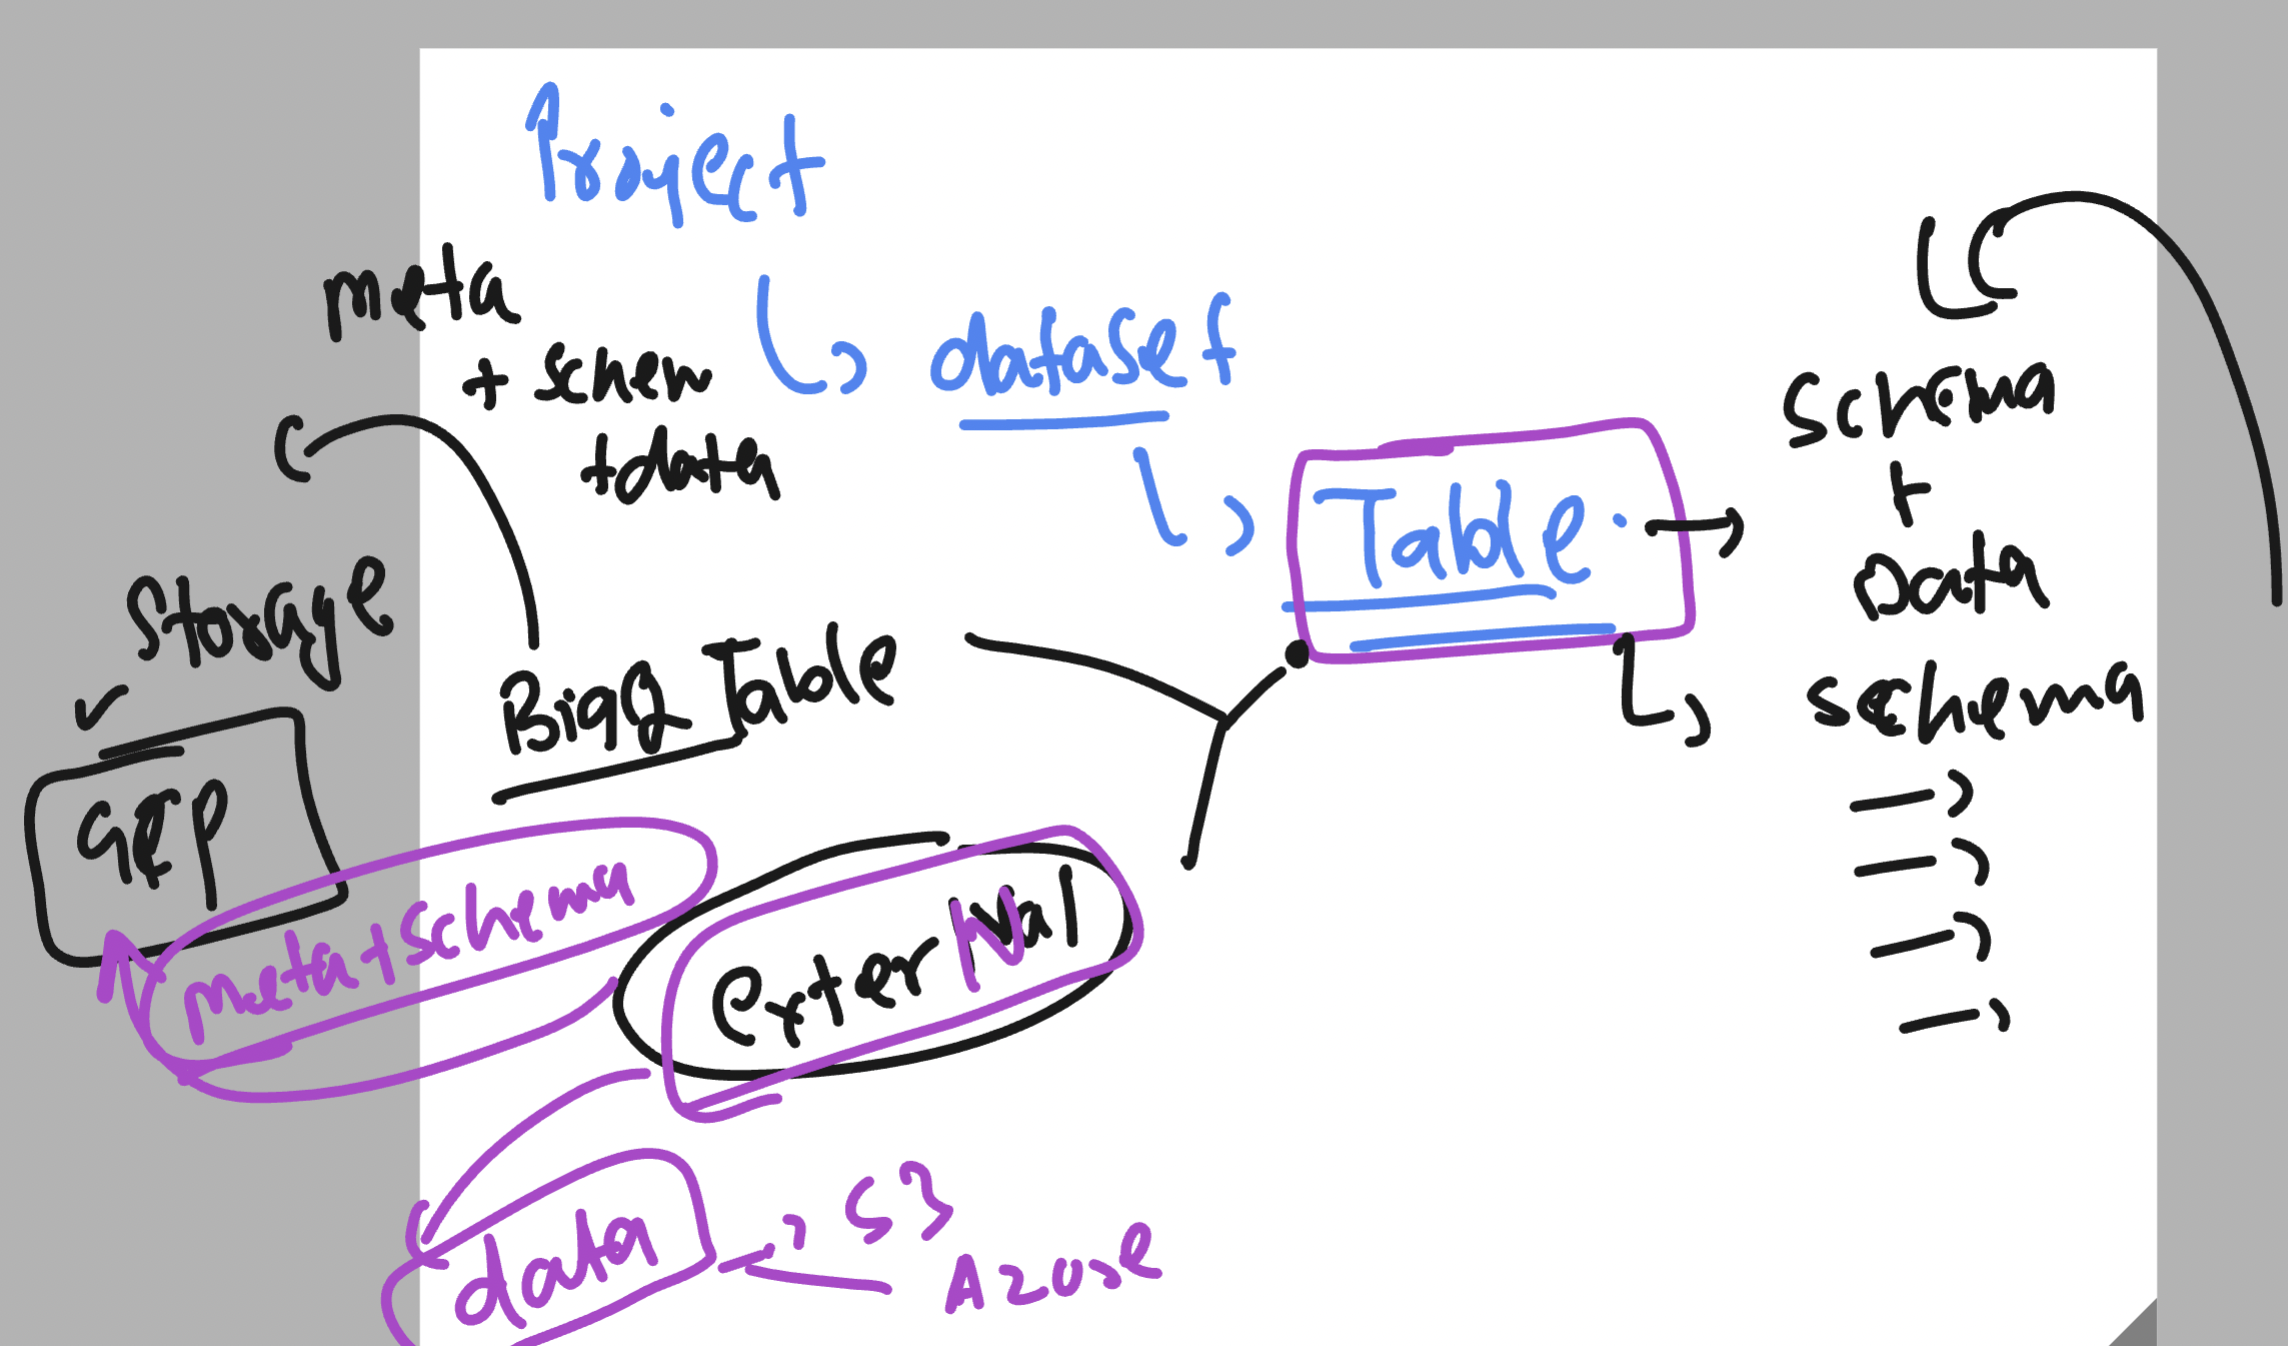 Project
meta
+ schem
+data
dataset
Table.
Schema
+
Data
Schema
Storage
BigQ Table
GCP
meta+schema
ExterNal
data
S3
Azure